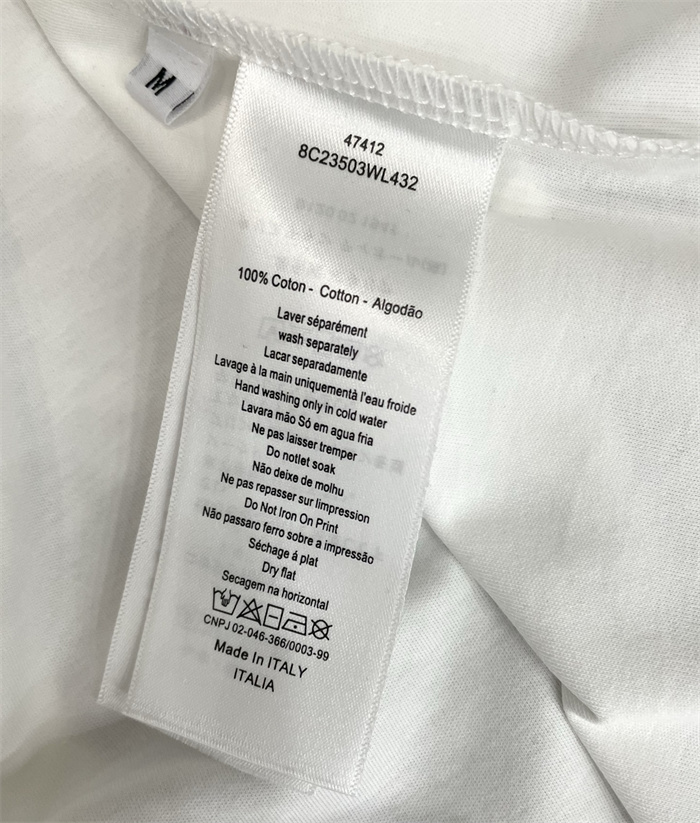 M
47412
8C23503WL432
100% Coton - Cotton - Algodão
Laver séparément
wash separately
Lacar separadamente
Lavage à la main uniquementà l'eau froide
Hand washing only in cold water
Lavara mão Só em agua fria
Ne pas laisser tremper
Do notlet soak
Não deixe de molhu
Ne pas repasser sur limpression
Do Not Iron On Print
Não passaro ferro sobre a impressão
Séchage á plat
Dry flat
Secagem na horizontal
CNPJ 02-046-366/0003-99
Made In ITALY
ITALIA